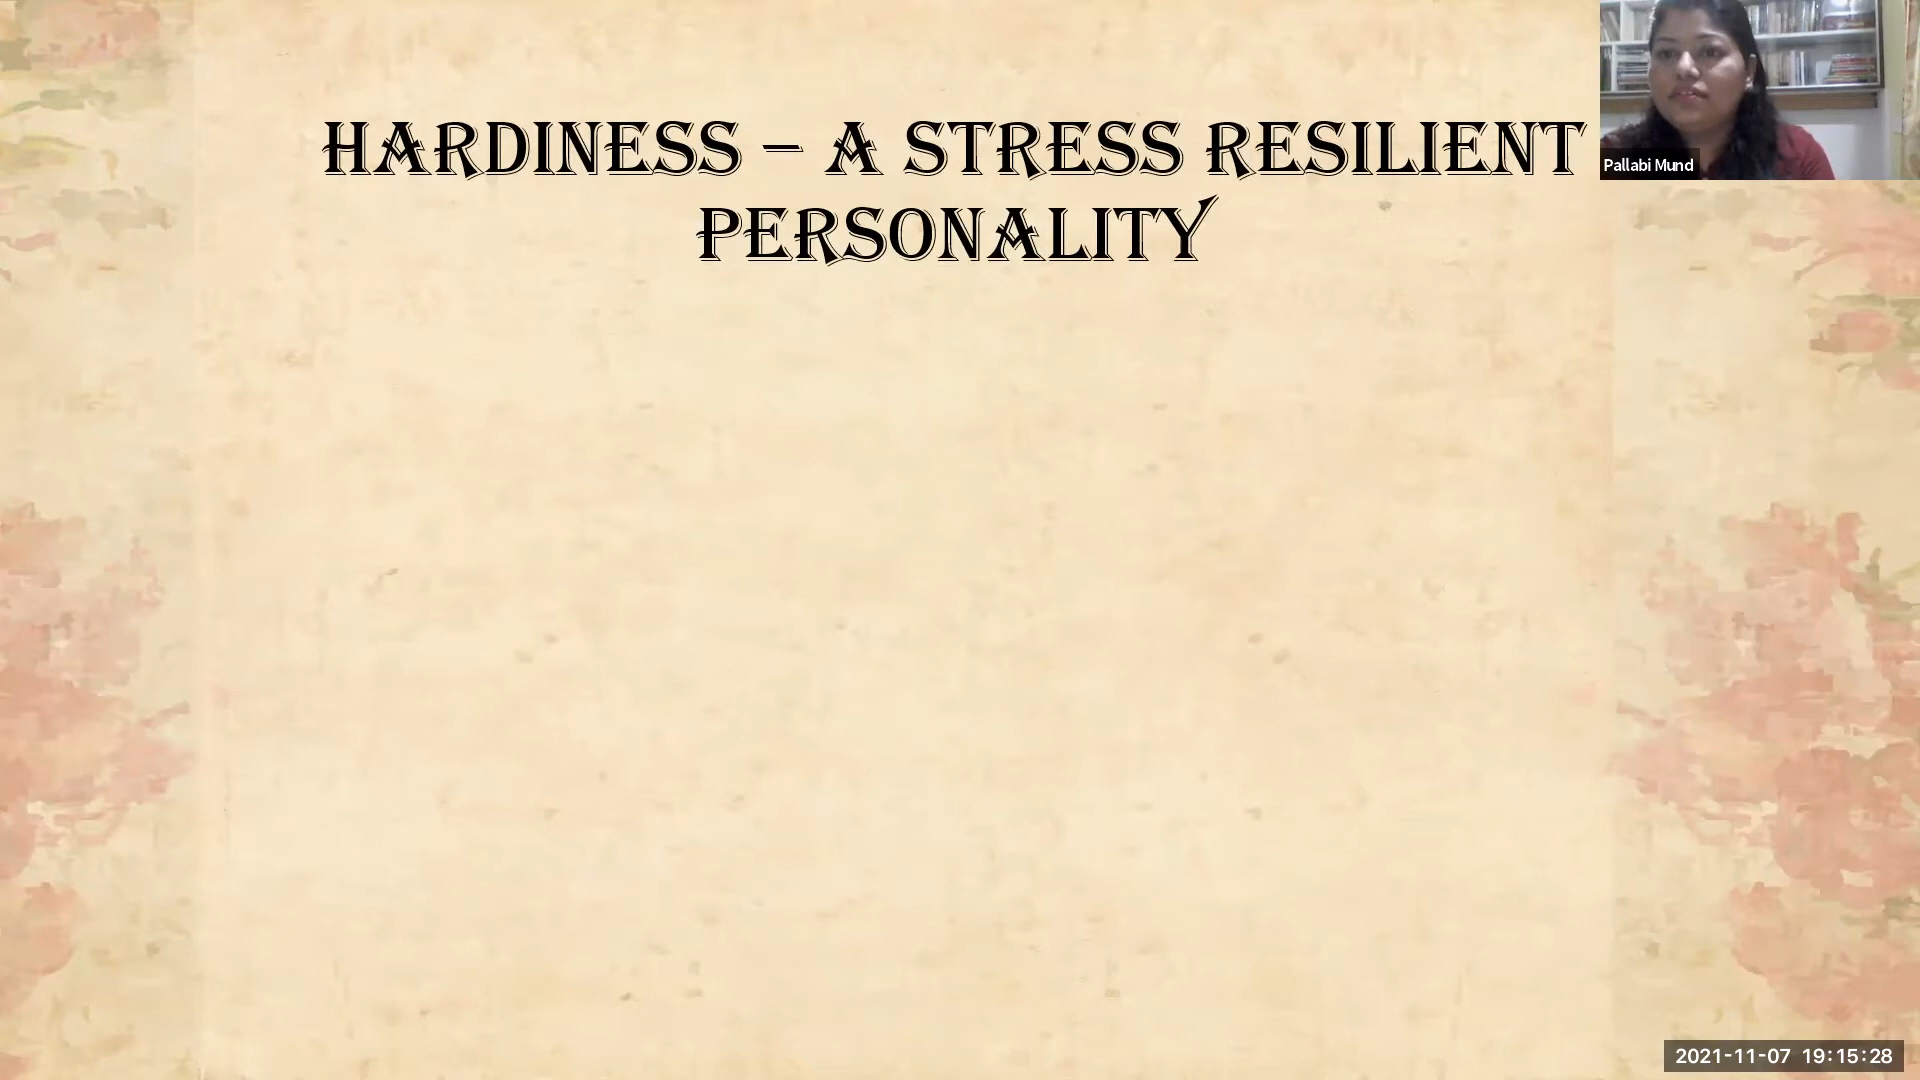 HARDINESS – A STRESS RESILIENT
PERSONALITY
Pallabi Mund
2021-11-07 19:15:28